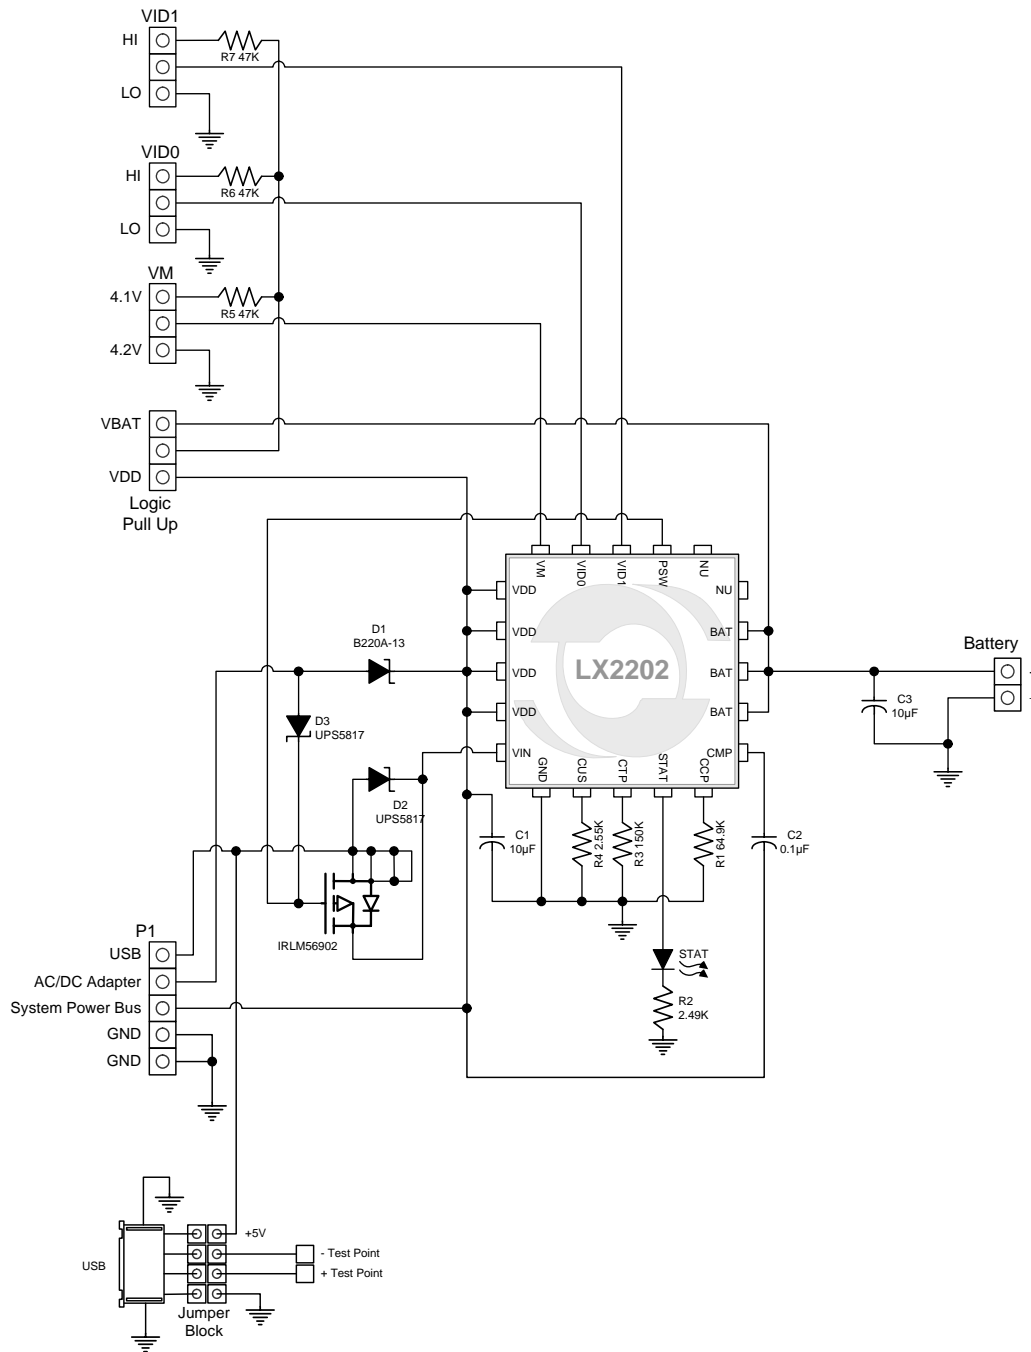 VID1
HI
R7 47K
LO
VID0
HI
R6 47K
LO
VM
4.1V
R5 47K
4.2V
VBAT
VDD
Logic
Pull Up
VM
VID0
VID1
PSW
NU
VDD
NU
VDD
BAT
VDD
BAT
VDD
BAT
VIN
CMP
LX2202
GND
CUS
CTP
STAT
CCP
D1
B220A-13
D3
UPS5817
D2
UPS5817
Battery
C3
10µF
C1
10µF
R4 2.55K
R3 150K
R1 64.9K
C2
0.1µF
IRLM56902
P1
USB
AC/DC Adapter
System Power Bus
GND
GND
STAT
R2
2.49K
+5V
- Test Point
+ Test Point
USB
Jumper
Block